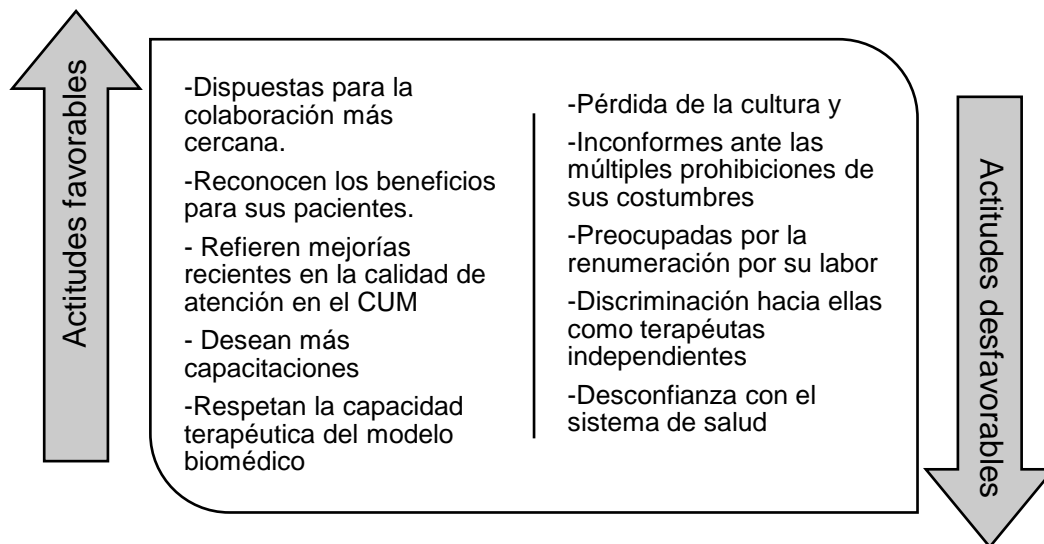 Actitudes favorables
-Dispuestas para la
colaboración más
cercana.
-Reconocen los beneficios
para sus pacientes.
- Refieren mejorías
recientes en la calidad de
atención en el CUM
- Desean más
capacitaciones
-Respetan la capacidad
terapéutica del modelo
biomédico
-Pérdida de la cultura y
-Inconformes ante las
múltiples prohibiciones de
sus costumbres
-Preocupadas por la
renumeración por su labor
-Discriminación hacia ellas
como terapéutas
independientes
-Desconfianza con el
sistema de salud
Actitudes desfavorables